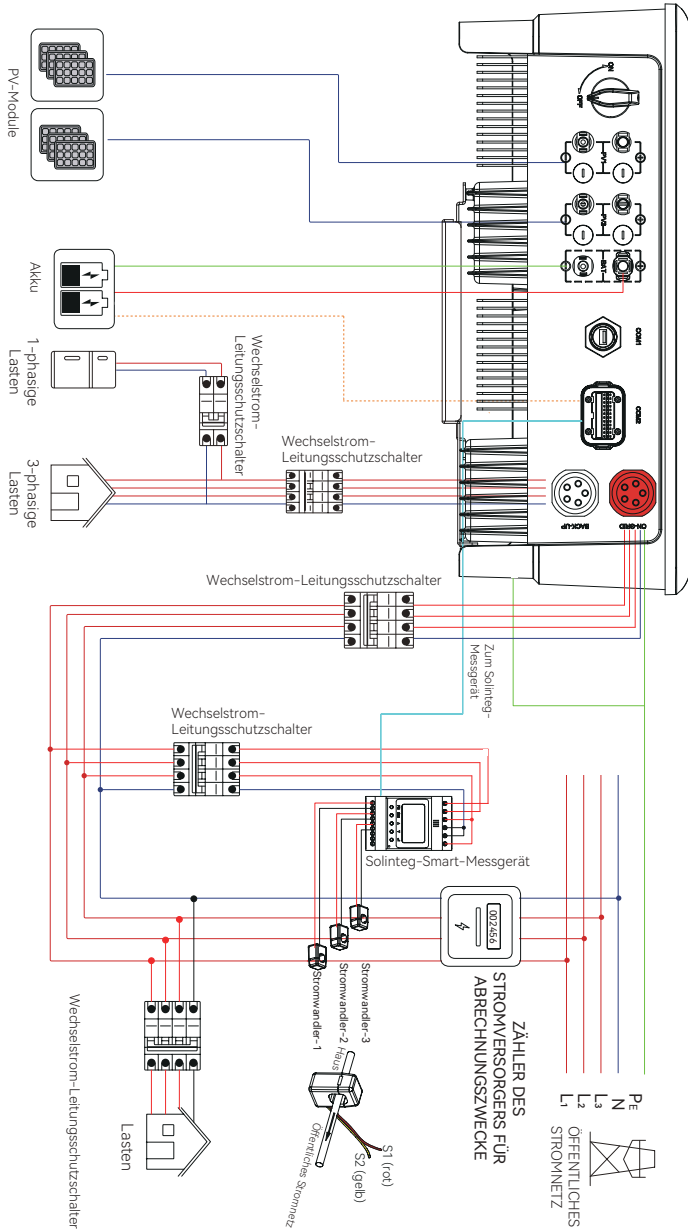 ON
OFF
PV1
PV2
BAT
COM1
COM2
BACK-UP
ON-GRID
PV-Module
Akku
1-phasige
Lasten
Wechselstrom-
Leitungsschutzschalter
3-phasige
Lasten
Wechselstrom-
Leitungsschutzschalter
Wechselstrom-Leitungsschutzschalter
Zum Solinteg-
Messgerät
Wechselstrom-
Leitungsschutzschalter
Solinteg-Smart-Messgerät
002456
ZÄHLER DES
STROMVERSORGERS FÜR
ABRECHNUNGSZWECKE
PE
N
L3
L2
L1
ÖFFENTLICHES
STROMNETZ
Stromwandler-3
Stromwandler-2
Stromwandler-1
Haus
Öffentliches Stromnetz
S1 (rot)
S2 (gelb)
Lasten
Wechselstrom-Leitungsschutzschalter